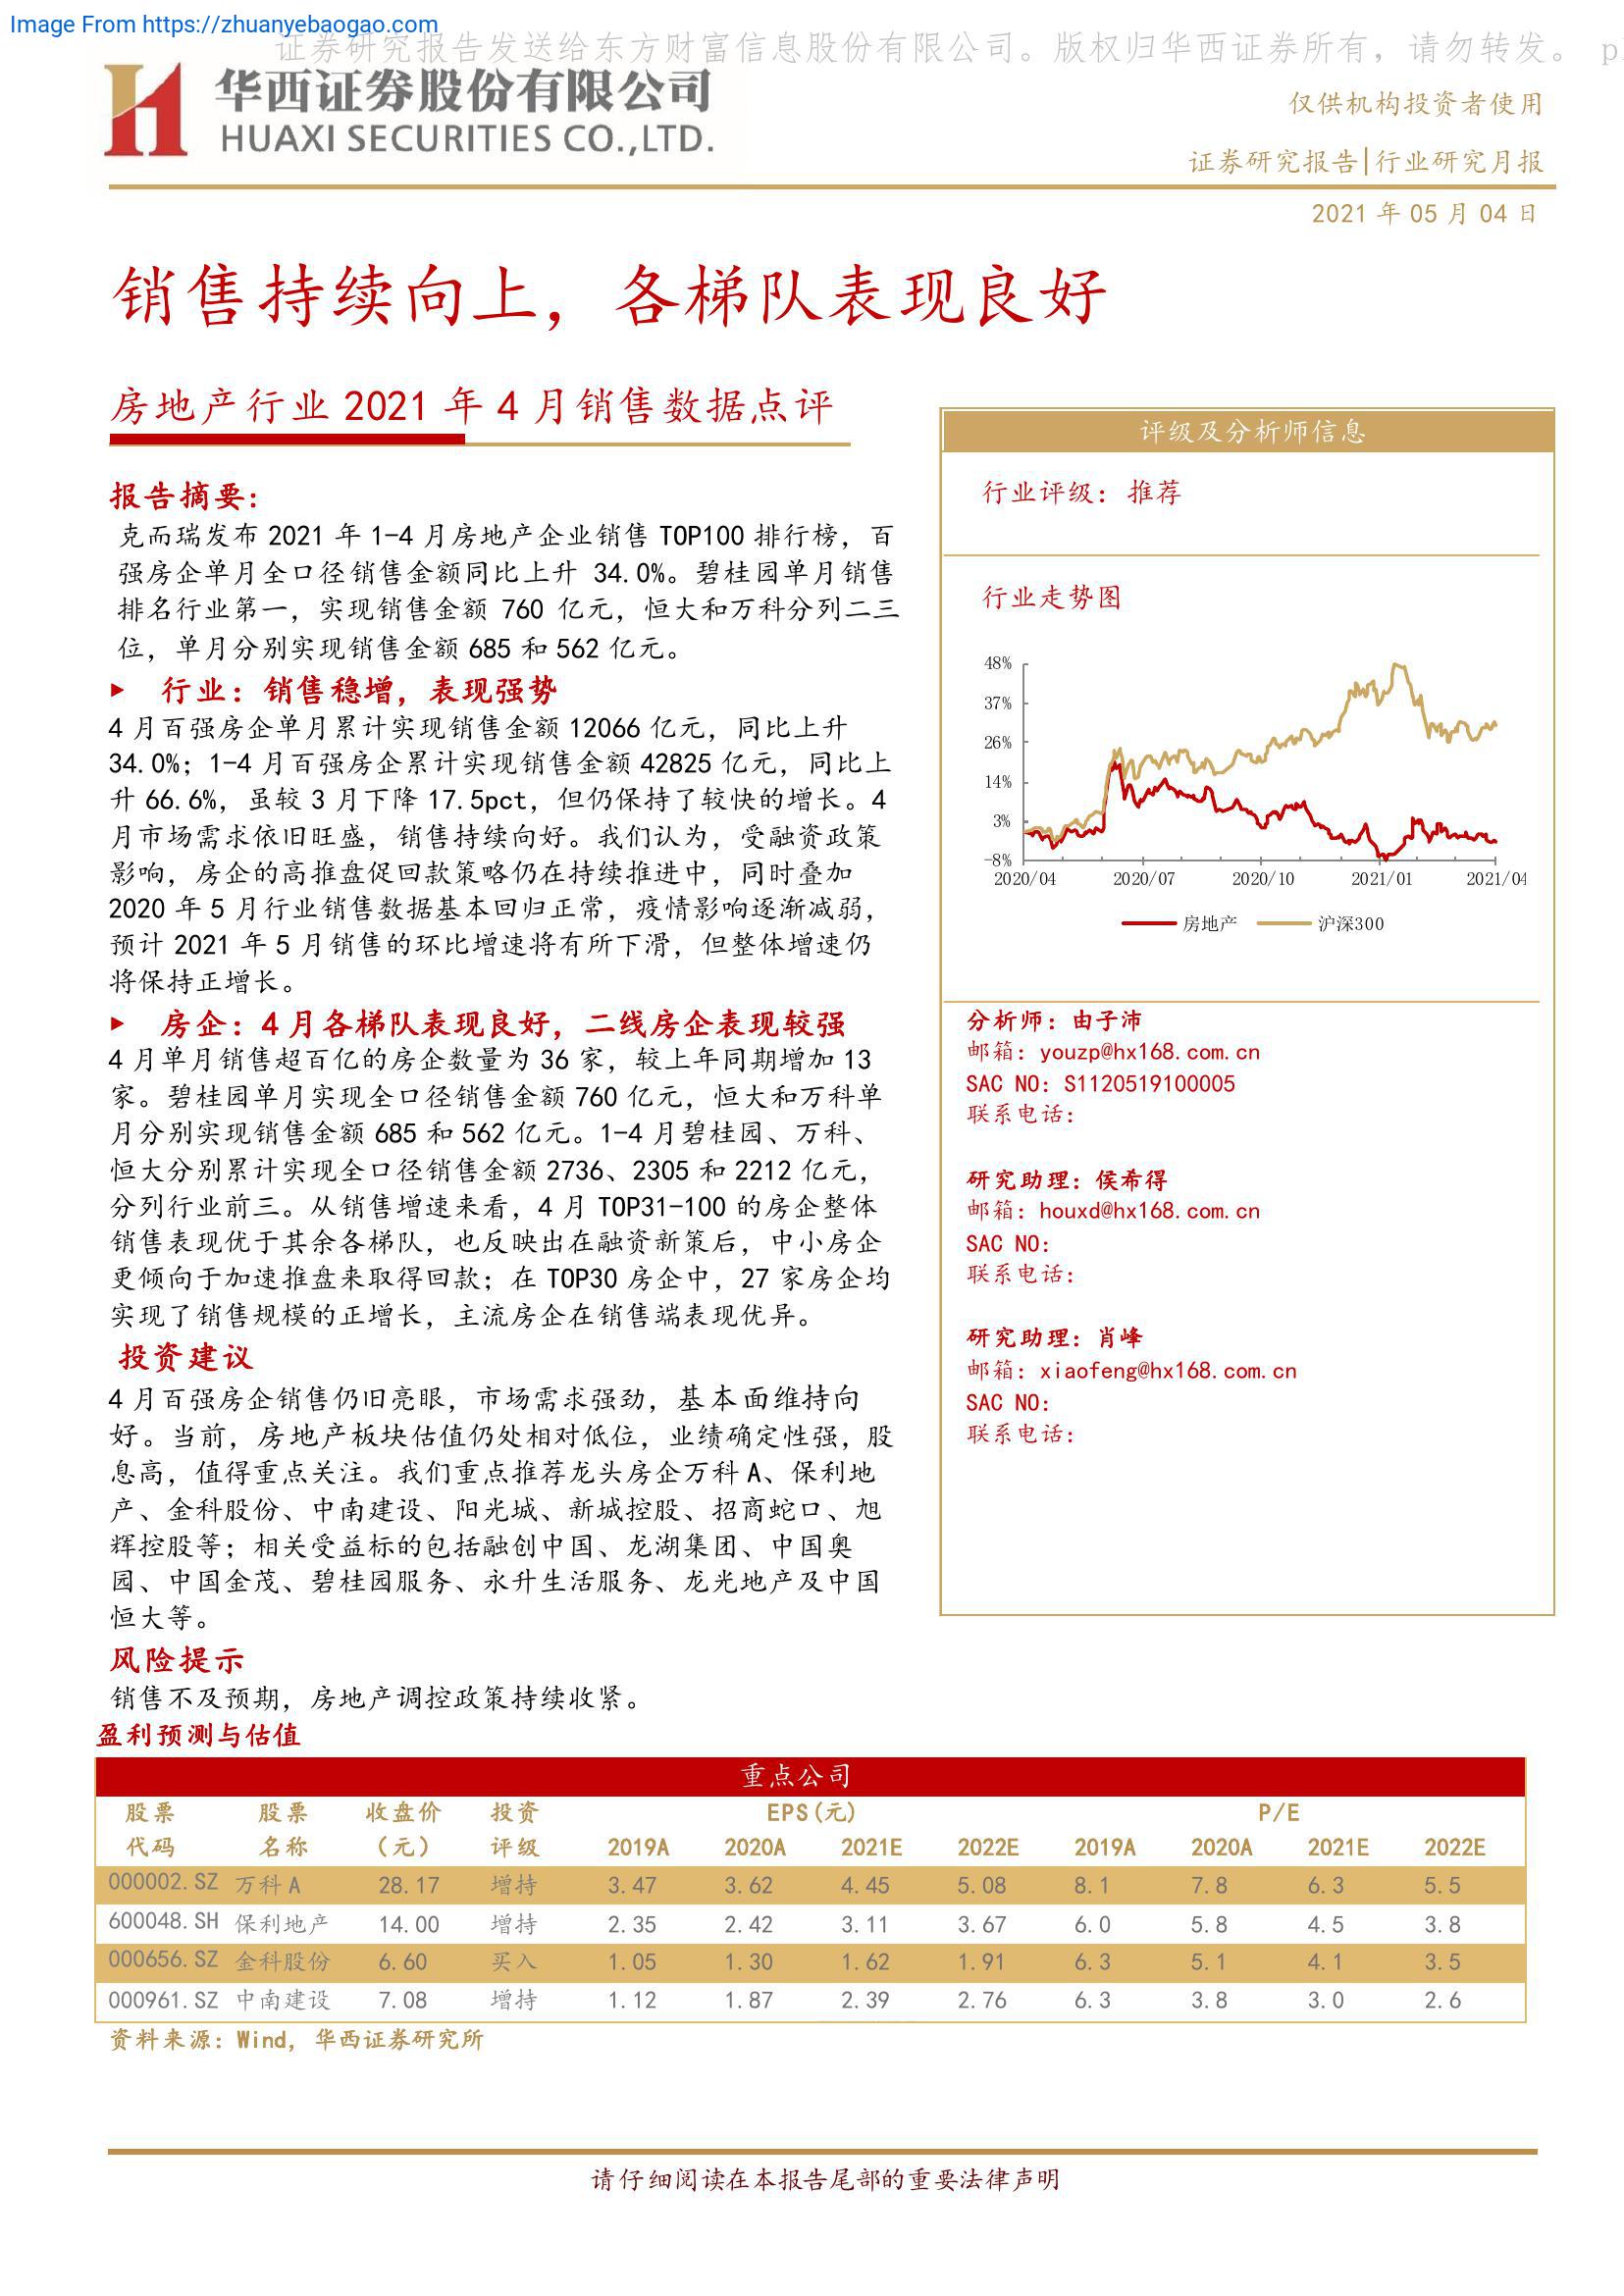 Image From https://zhuanyebaogao.com
证券研究报告发送给东方财富信息股份有限公司。版权归华西证券所有，请勿转发。 p
华西证券股份有限公司
HUAXI SECURITIES CO.,LTD.
仅供机构投资者使用
证券研究报告|行业研究月报
2021 年 05 月 04 日
销售持续向上，各梯队表现良好
房地产行业 2021 年 4 月销售数据点评
报告摘要:
克而瑞发布 2021 年 1-4 月房地产企业销售 TOP100 排行榜，百
强房企单月全口径销售金额同比上升 34.0%。碧桂园单月销售
排名行业第一，实现销售金额 760 亿元，恒大和万科分列二三
位，单月分别实现销售金额 685 和 562 亿元。
► 行业：销售稳增，表现强势
4 月百强房企单月累计实现销售金额 12066 亿元，同比上升
34.0%；1-4 月百强房企累计实现销售金额 42825 亿元，同比上
升 66.6%，虽较 3 月下降 17.5pct，但仍保持了较快的增长。4
月市场需求依旧旺盛，销售持续向好。我们认为，受融资政策
影响，房企的高推盘促回款策略仍在持续推进中，同时叠加
2020 年 5 月行业销售数据基本回归正常，疫情影响逐渐减弱，
预计 2021 年 5 月销售的环比增速将有所下滑，但整体增速仍
将保持正增长。
► 房企：4 月各梯队表现良好，二线房企表现较强
4 月单月销售超百亿的房企数量为 36 家，较上年同期增加 13
家。碧桂园单月实现全口径销售金额 760 亿元，恒大和万科单
月分别实现销售金额 685 和 562 亿元。1-4 月碧桂园、万科、
恒大分别累计实现全口径销售金额 2736、2305 和 2212 亿元，
分列行业前三。从销售增速来看，4 月 TOP31-100 的房企整体
销售表现优于其余各梯队，也反映出在融资新策后，中小房企
更倾向于加速推盘来取得回款；在 TOP30 房企中，27 家房企均
实现了销售规模的正增长，主流房企在销售端表现优异。
投资建议
4 月百强房企销售仍旧亮眼，市场需求强劲，基本面维持向
好。当前，房地产板块估值仍处相对低位，业绩确定性强，股
息高，值得重点关注。我们重点推荐龙头房企万科 A、保利地
产、金科股份、中南建设、阳光城、新城控股、招商蛇口、旭
辉控股等；相关受益标的包括融创中国、龙湖集团、中国奥
园、中国金茂、碧桂园服务、永升生活服务、龙光地产及中国
恒大等。
风险提示
销售不及预期，房地产调控政策持续收紧。
评级及分析师信息
行业评级：推荐
行业走势图
48%
37%
26%
14%
3%
-8%
2020/04 2020/07 2020/10 2021/01 2021/04
房地产 沪深300
分析师：由子沛
邮箱：youzp@hx168.com.cn
SAC NO：S1120519100005
联系电话：
研究助理：侯希得
邮箱：houxd@hx168.com.cn
SAC NO：
联系电话：
研究助理：肖峰
邮箱：xiaofeng@hx168.com.cn
SAC NO：
联系电话：
盈利预测与估值
重点公司
股票 股票 收盘价 投资 EPS(元) P/E
代码 名称 （元） 评级 2019A 2020A 2021E 2022E 2019A 2020A 2021E 2022E
000002.SZ 万科 A 28.17 增持 3.47 3.62 4.45 5.08 8.1 7.8 6.3 5.5
600048.SH 保利地产 14.00 增持 2.35 2.42 3.11 3.67 6.0 5.8 4.5 3.8
000656.SZ 金科股份 6.60 买入 1.05 1.30 1.62 1.91 6.3 5.1 4.1 3.5
000961.SZ 中南建设 7.08 增持 1.12 1.87 2.39 2.76 6.3 3.8 3.0 2.6
资料来源：Wind，华西证券研究所
请仔细阅读在本报告尾部的重要法律声明